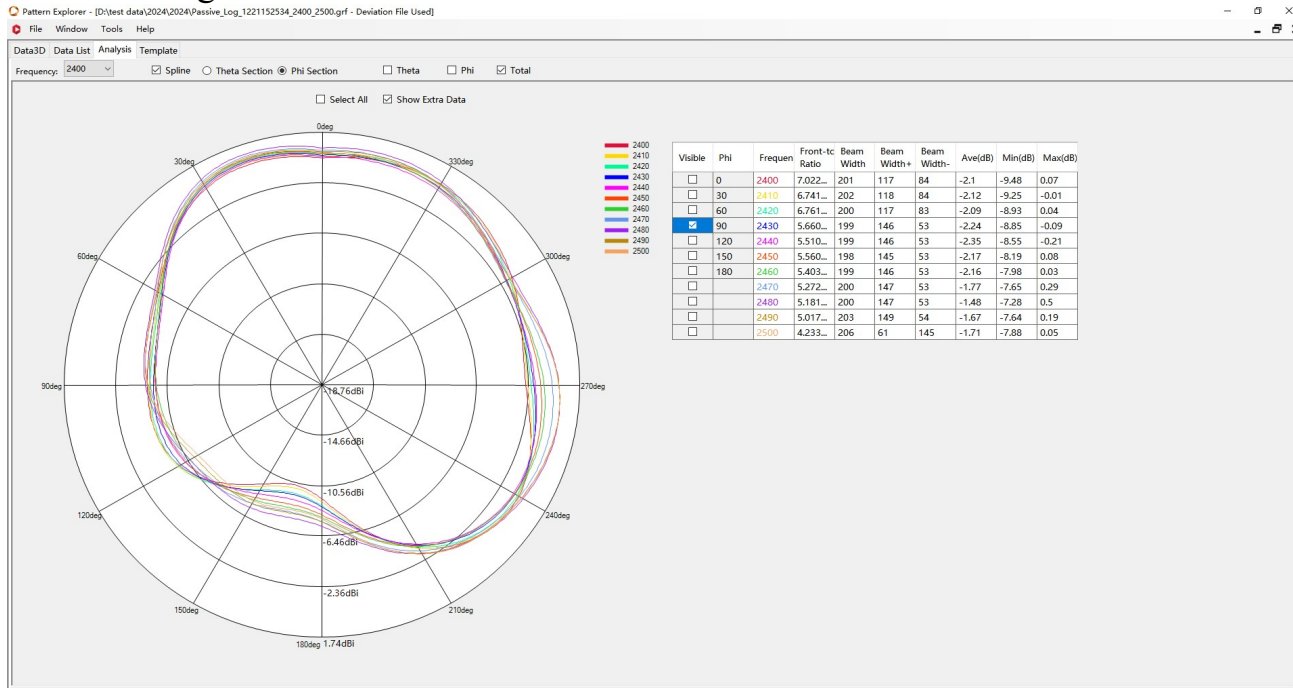 Pattern Explorer - [D:\test data\2024\2024\Passive_Log_1221152534_2400_2500.grf - Deviation File Used]
File Window Tools Help
Data3D Data List Analysis Template
Frequency: 2400 Spline Theta Section Phi Section Theta Phi Total
Select All Show Extra Data
0deg
30deg
330deg
60deg
300deg
90deg
270deg
120deg
240deg
150deg
210deg
180deg
-18.76dBi
-14.66dBi
-10.56dBi
-6.46dBi
-2.36dBi
1.74dBi
2400
2410
2420
2430
2440
2450
2460
2470
2480
2490
2500
Visible Phi Frequen Front-tc Ratio Beam Width Beam Width+ Beam Width- Ave(dB) Min(dB) Max(dB)
0 2400 7.022... 201 117 84 -2.1 -9.48 0.07
30 2410 6.741... 202 118 84 -2.12 -9.25 -0.01
60 2420 6.761... 200 117 83 -2.09 -8.93 0.04
90 2430 5.660... 199 146 53 -2.24 -8.85 -0.09
120 2440 5.510... 199 146 53 -2.35 -8.55 -0.21
150 2450 5.560... 198 145 53 -2.17 -8.19 0.08
180 2460 5.403... 199 146 53 -2.16 -7.98 0.03
2470 5.272... 200 147 53 -1.77 -7.65 0.29
2480 5.181... 200 147 53 -1.48 -7.28 0.5
2490 5.017... 203 149 54 -1.67 -7.64 0.19
2500 4.233... 206 61 145 -1.71 -7.88 0.05